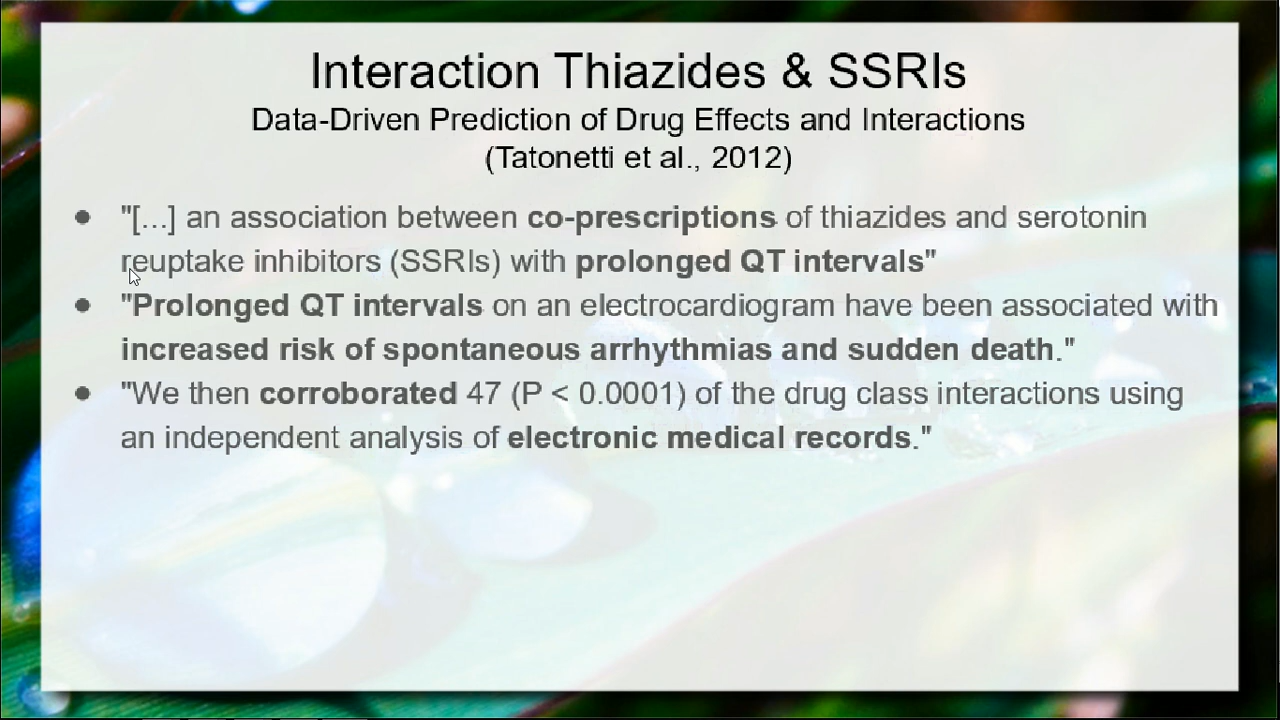 Interaction Thiazides & SSRIs
Data-Driven Prediction of Drug Effects and Interactions
(Tatonetti et al., 2012)
● "[...] an association between co-prescriptions of thiazides and serotonin
reuptake inhibitors (SSRIs) with prolonged QT intervals"
● "Prolonged QT intervals on an electrocardiogram have been associated with
increased risk of spontaneous arrhythmias and sudden death."
● "We then corroborated 47 (P < 0.0001) of the drug class interactions using
an independent analysis of electronic medical records."